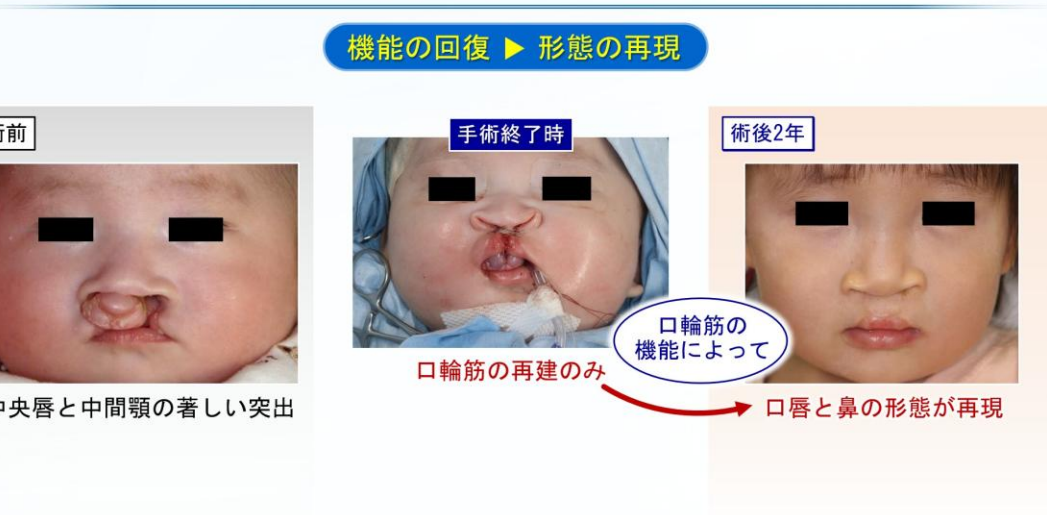 機能の回復 ▶ 形態の再現
術前
手術終了時
術後2年
口輪筋の
機能によって
口輪筋の再建のみ
中央唇と中間顎の著しい突出
口唇と鼻の形態が再現